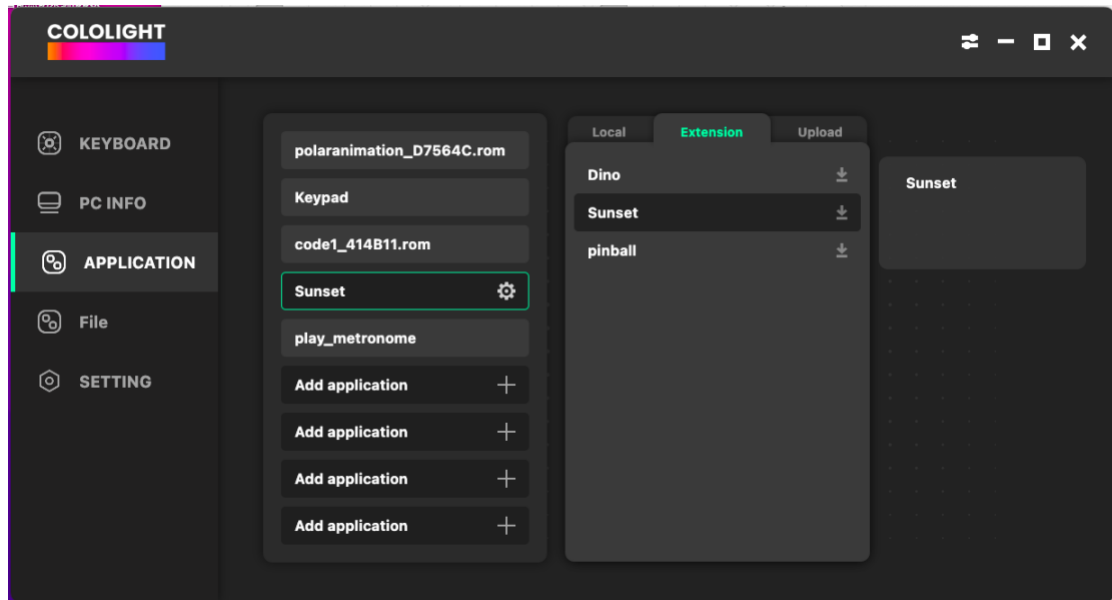 COLOLIGHT
KEYBOARD
PC INFO
APPLICATION
File
SETTING
polaranimation_D7564C.rom
Keypad
code1_414B11.rom
Sunset
play_metronome
Add application
Add application
Add application
Add application
Local Extension Upload
Dino
Sunset
pinball
Sunset